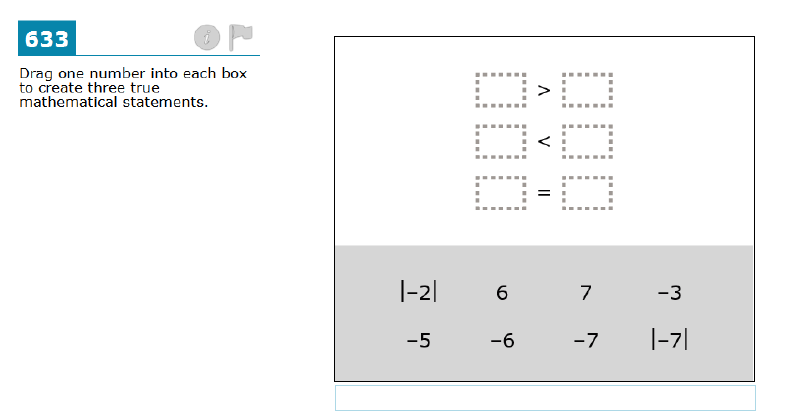 633
i
Drag one number into each box
to create three true
mathematical statements.
>
<
=
|−2| 6 7 −3
−5 −6 −7 |−7|